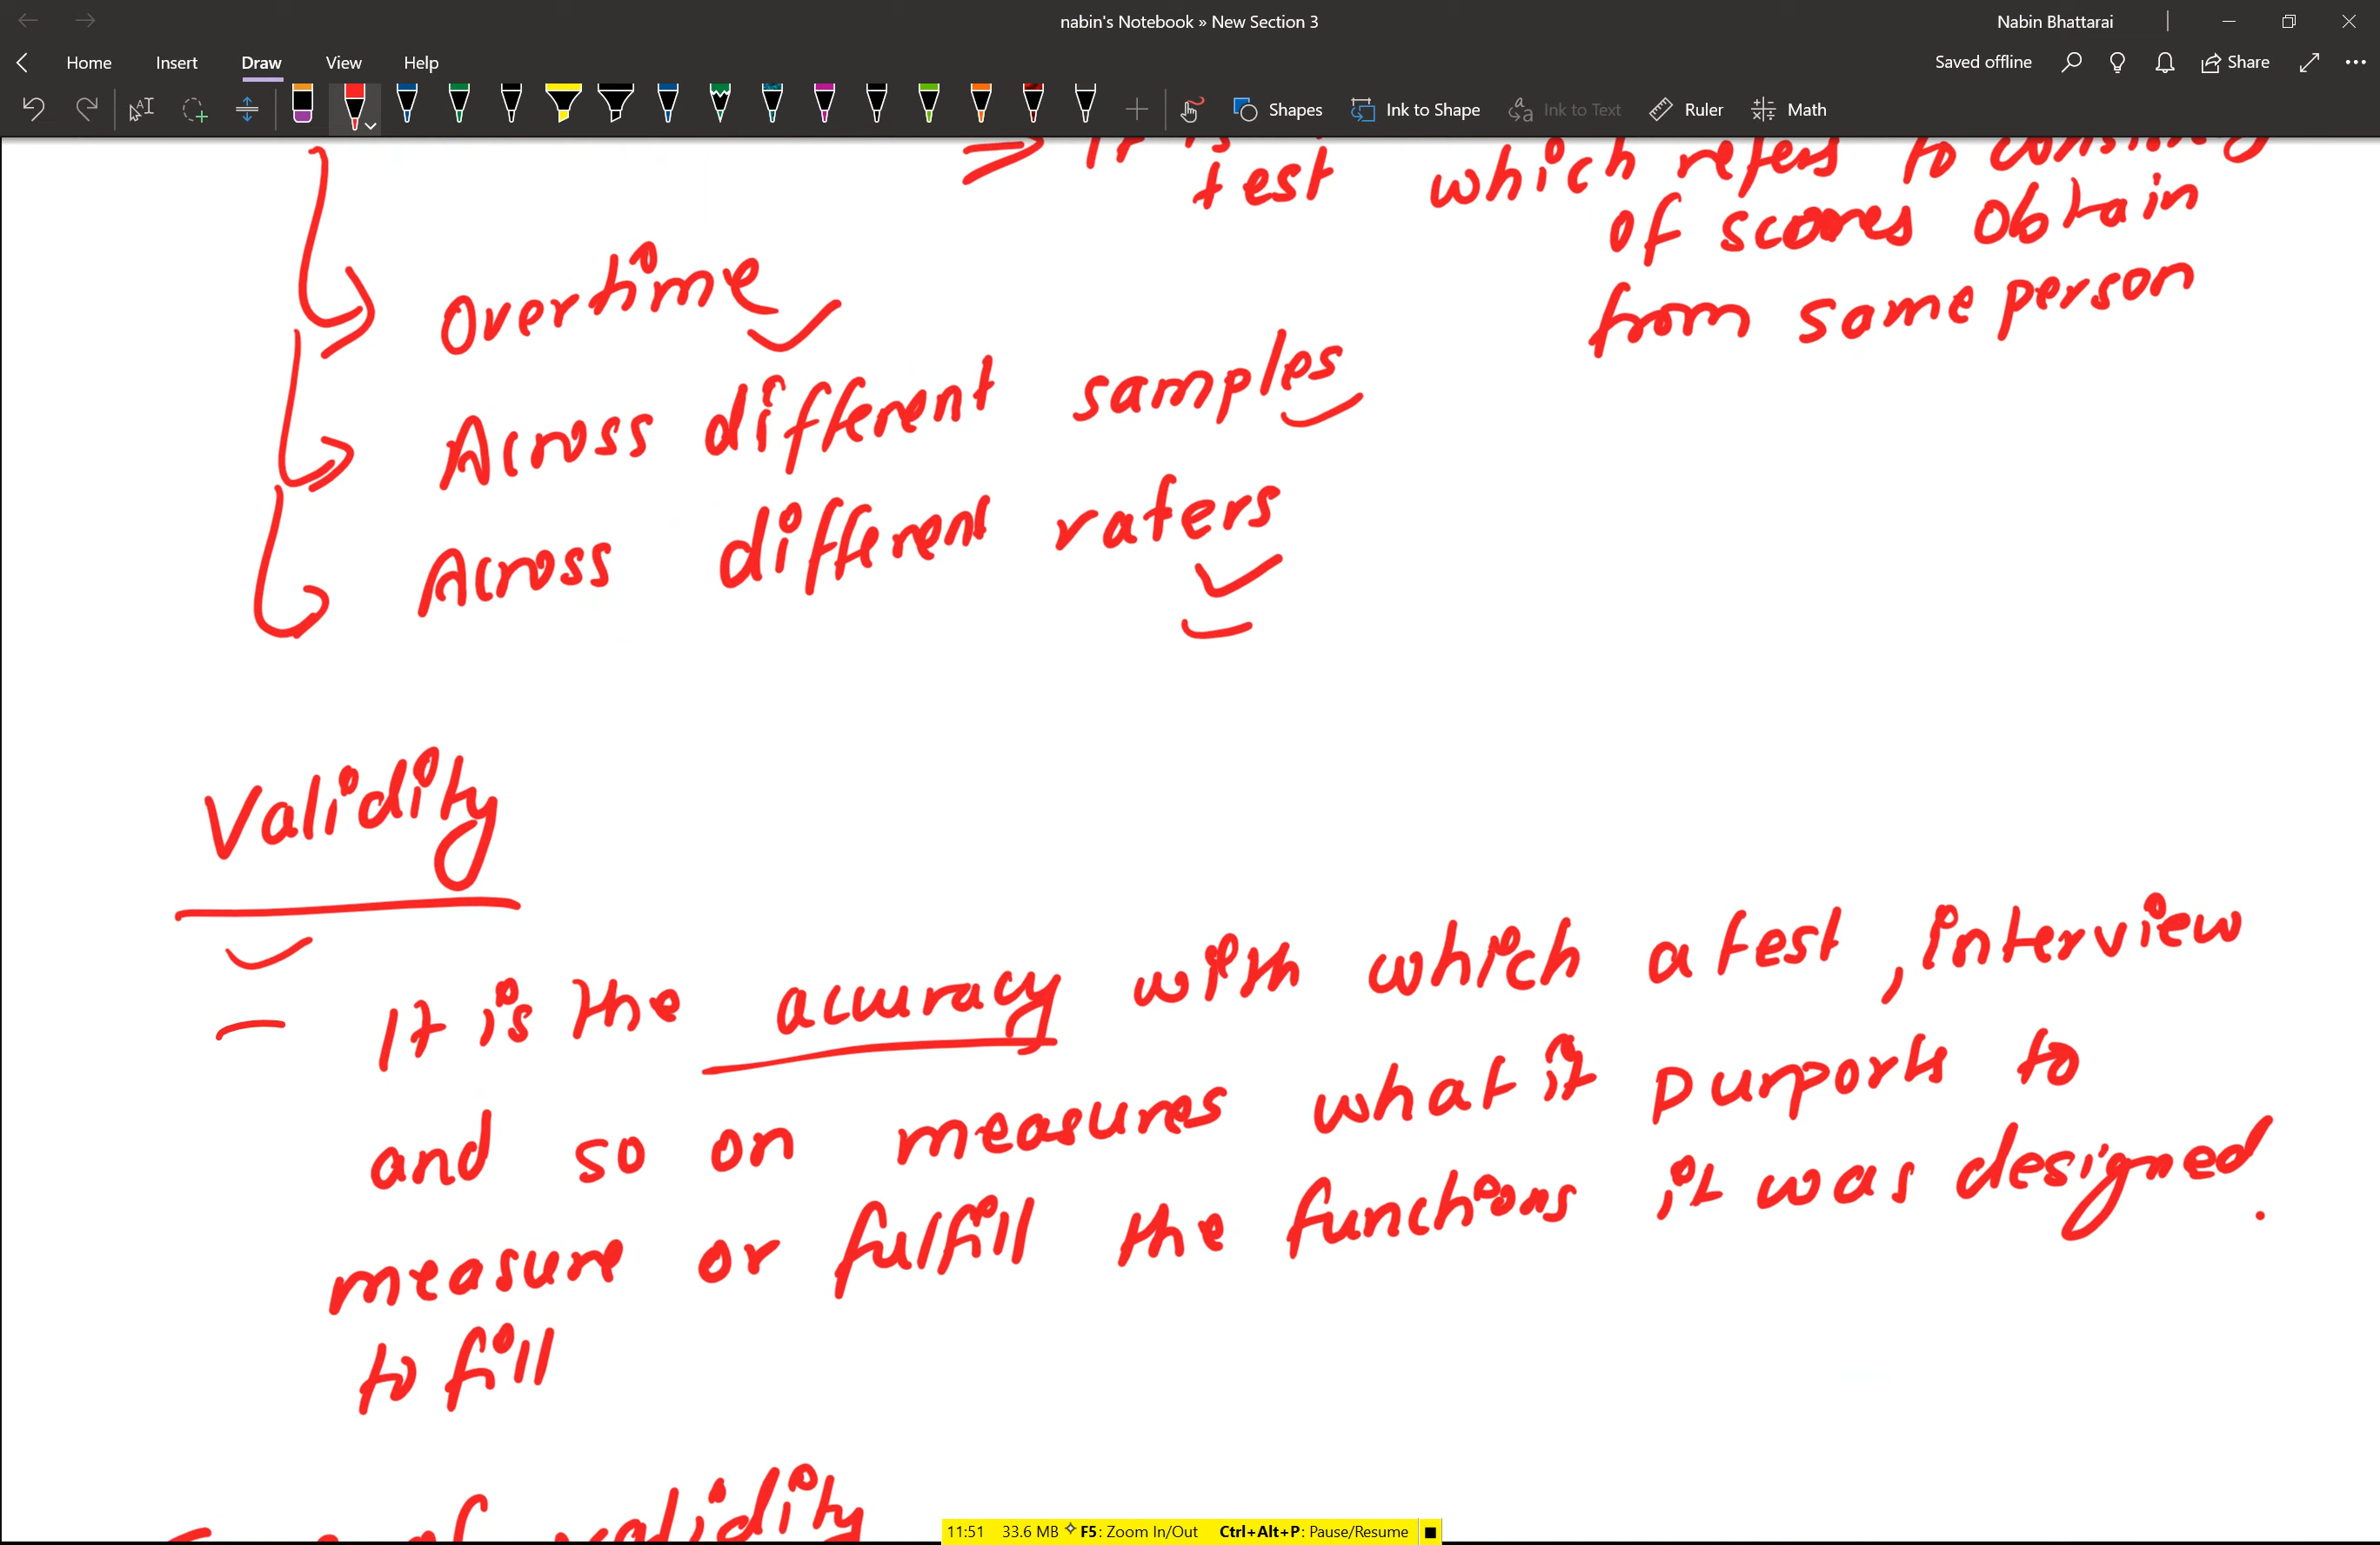 nabin's Notebook » New Section 3
Nabin Bhattarai
Home Insert Draw View Help
Saved offline
Share
Shapes Ink to Shape Ink to Text Ruler Math
test which refers to
of scores obtain
from same person
Overtime
Across different samples
Across different raters
Validity
- It is the accuracy with which a test, interview
and so on measures what it purports to
measure or fulfill the functions it was designed.
to fill
of validity
11:51 33.6 MB F5: Zoom In/Out Ctrl+Alt+P: Pause/Resume